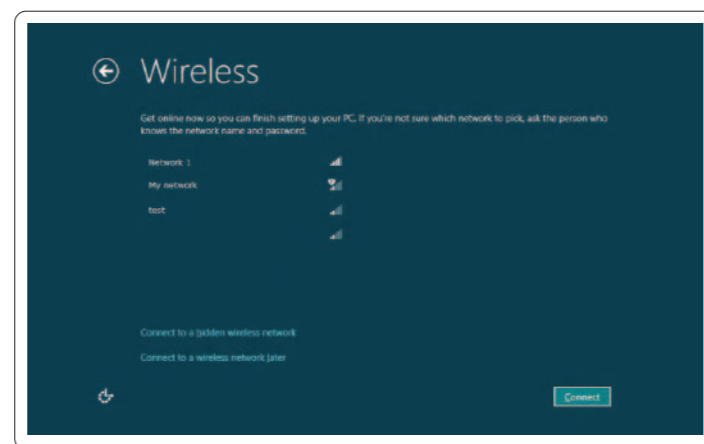 Wireless
Get online now so you can finish setting up your PC. If you're not sure which network to pick, ask the person who
knows the network name and password.
Network 1
My network
test
Connect to a hidden wireless network
Connect to a wireless network later
Connect